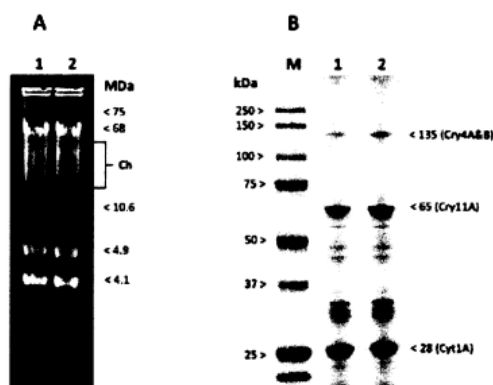 A
B
1 2
MDa
< 75
< 68
Ch
< 10.6
< 4.9
< 4.1
kDa
M 1 2
250 >
150 >
< 135 (Cry4A&B)
100 >
75 >
< 65 (Cry11A)
50 >
37 >
25 >
< 28 (Cyt1A)